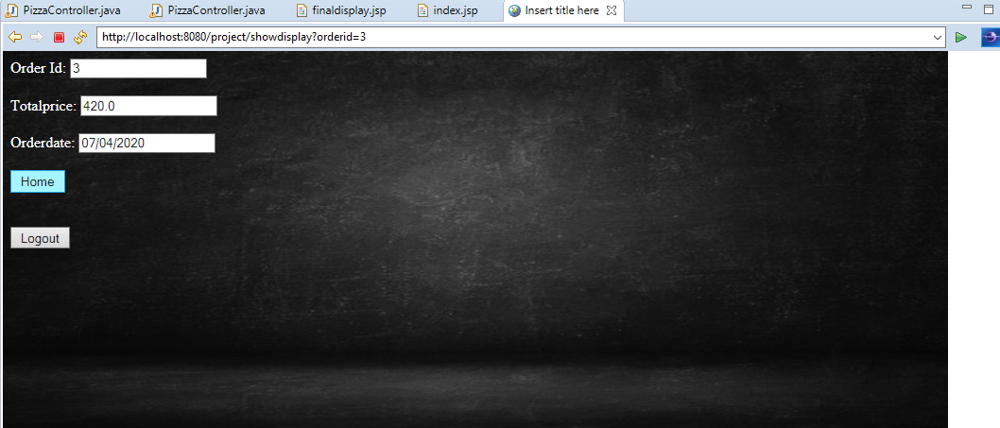 PizzaController.java PizzaController.java finaldisplay.jsp index.jsp Insert title here
http://localhost:8080/project/showdisplay?orderid=3
Order Id: 3
Totalprice: 420.0
Orderdate: 07/04/2020
Home
Logout